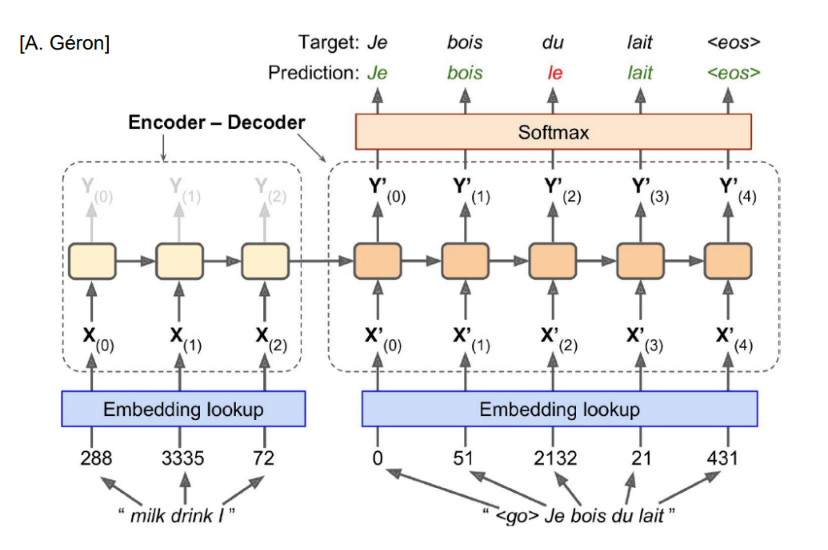 [A. Géron]
Target: Je bois du lait <eos>
Prediction: Je bois le lait <eos>
Encoder – Decoder
Softmax
Y(0) Y(1) Y(2) Y'(0) Y'(1) Y'(2) Y'(3) Y'(4)
X(0) X(1) X(2) X'(0) X'(1) X'(2) X'(3) X'(4)
Embedding lookup Embedding lookup
288 3335 72 0 51 2132 21 431
“ milk drink I ” “ <go> Je bois du lait ”